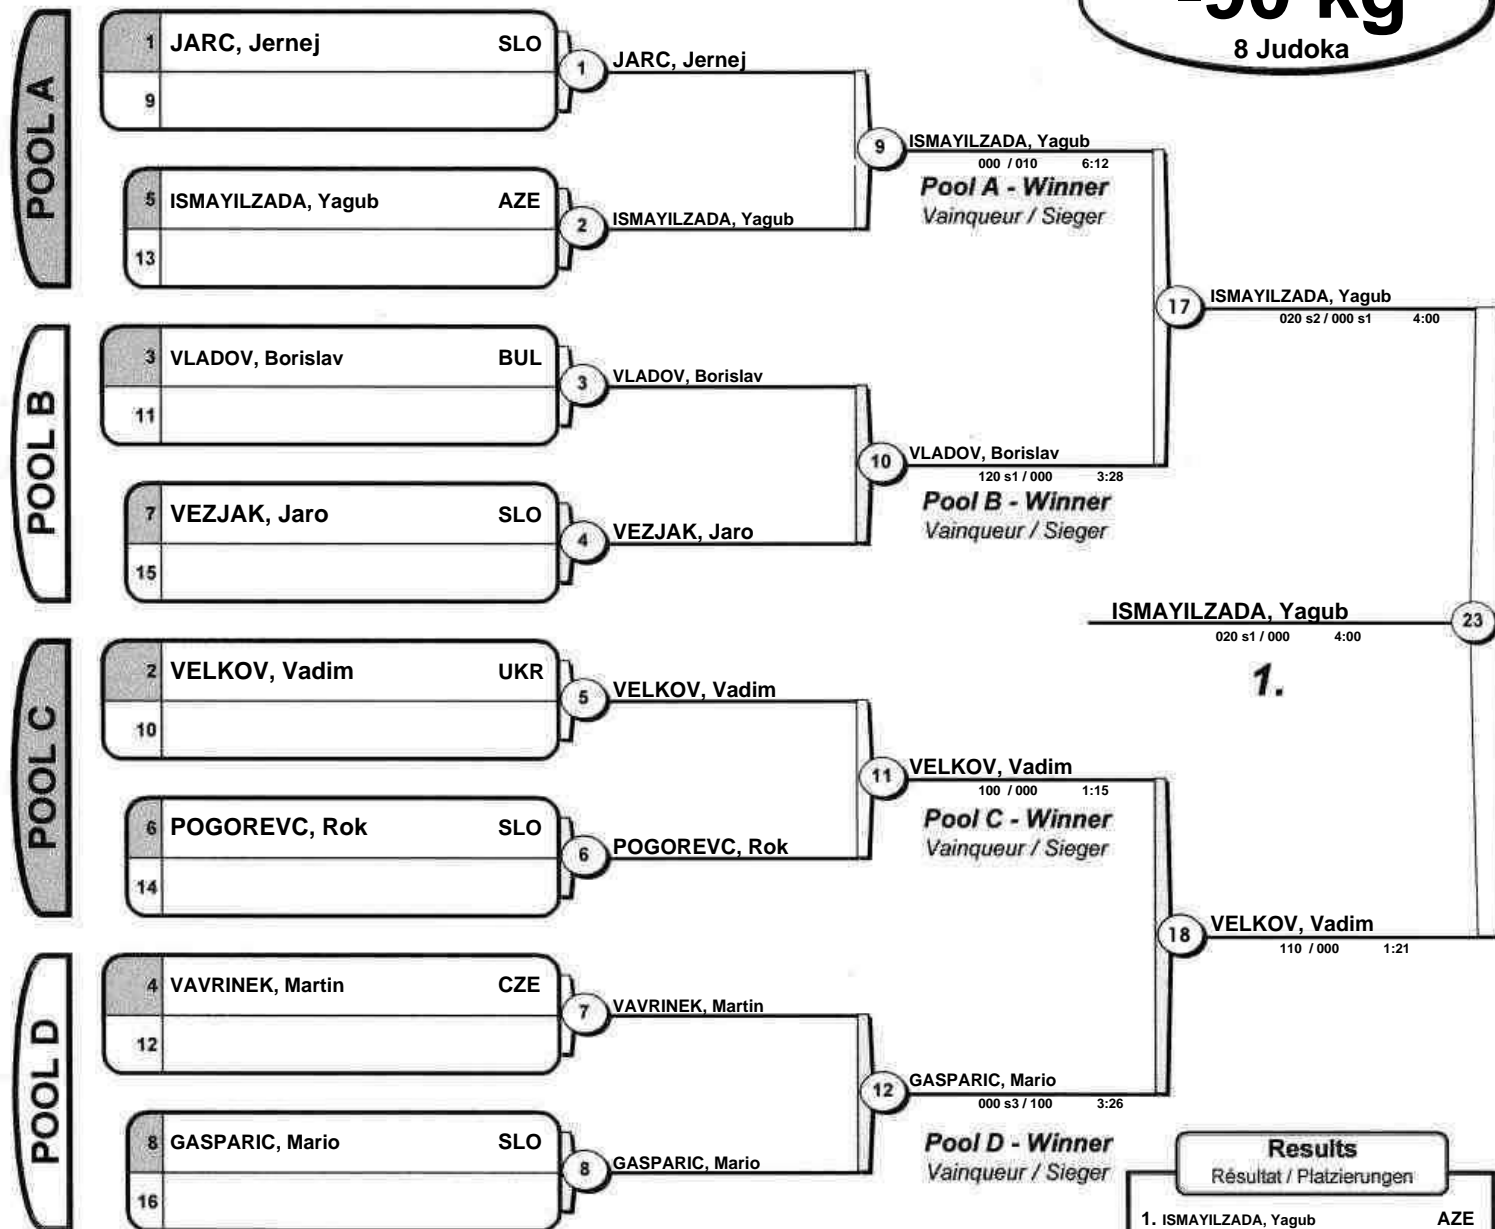 -90 kg
8 Judoka
POOL A
1 JARC, Jernej SLO
9
1 JARC, Jernej
5 ISMAYILZADA, Yagub AZE
13
2 ISMAYILZADA, Yagub
9 ISMAYILZADA, Yagub
000 / 010 6:12
Pool A - Winner
Vainqueur / Sieger
17 ISMAYILZADA, Yagub
020 s2 / 000 s1 4:00
POOL B
3 VLADOV, Borislav BUL
11
3 VLADOV, Borislav
7 VEZJAK, Jaro SLO
15
4 VEZJAK, Jaro
10 VLADOV, Borislav
120 s1 / 000 3:28
Pool B - Winner
Vainqueur / Sieger
ISMAYILZADA, Yagub 23
020 s1 / 000 4:00
1.
POOL C
2 VELKOV, Vadim UKR
10
5 VELKOV, Vadim
6 POGOREVC, Rok SLO
14
6 POGOREVC, Rok
11 VELKOV, Vadim
100 / 000 1:15
Pool C - Winner
Vainqueur / Sieger
18 VELKOV, Vadim
110 / 000 1:21
POOL D
4 VAVRINEK, Martin CZE
12
7 VAVRINEK, Martin
8 GASPARIC, Mario SLO
16
8 GASPARIC, Mario
12 GASPARIC, Mario
000 s3 / 100 3:26
Pool D - Winner
Vainqueur / Sieger
Results
Résultat / Platzierungen
1. ISMAYILZADA, Yagub AZE